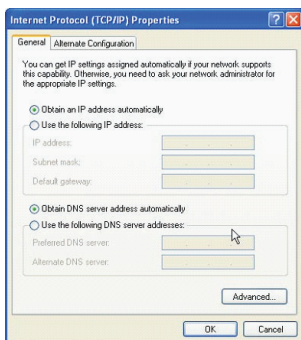 Internet Protocol (TCP/IP) Properties
General
Alternate Configuration
You can get IP settings assigned automatically if your network supports
this capability. Otherwise, you need to ask your network administrator for
the appropriate IP settings.
Obtain an IP address automatically
Use the following IP address:
IP address:
Subnet mask:
Default gateway:
Obtain DNS server address automatically
Use the following DNS server addresses:
Preferred DNS server:
Alternate DNS server:
Advanced...
OK
Cancel